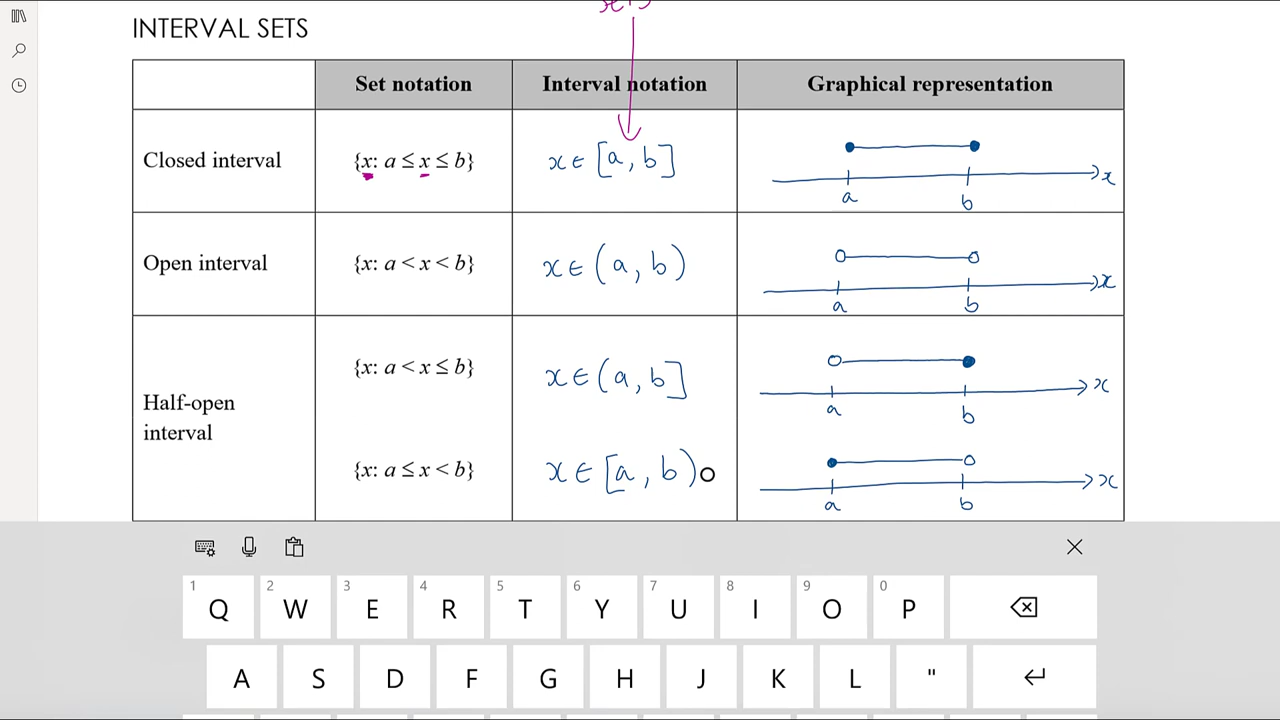 INTERVAL SETS
Set notation
Interval notation
Graphical representation
Closed interval
{x: a ≤ x ≤ b}
x ∈ [a, b]
a
b
x
Open interval
{x: a < x < b}
x ∈ (a, b)
a
b
x
Half-open
interval
{x: a < x ≤ b}
x ∈ (a, b]
a
b
x
{x: a ≤ x < b}
x ∈ [a, b)
a
b
x
1 2 3 4 5 6 7 8 9 0
Q W E R T Y U I O P
A S D F G H J K L "